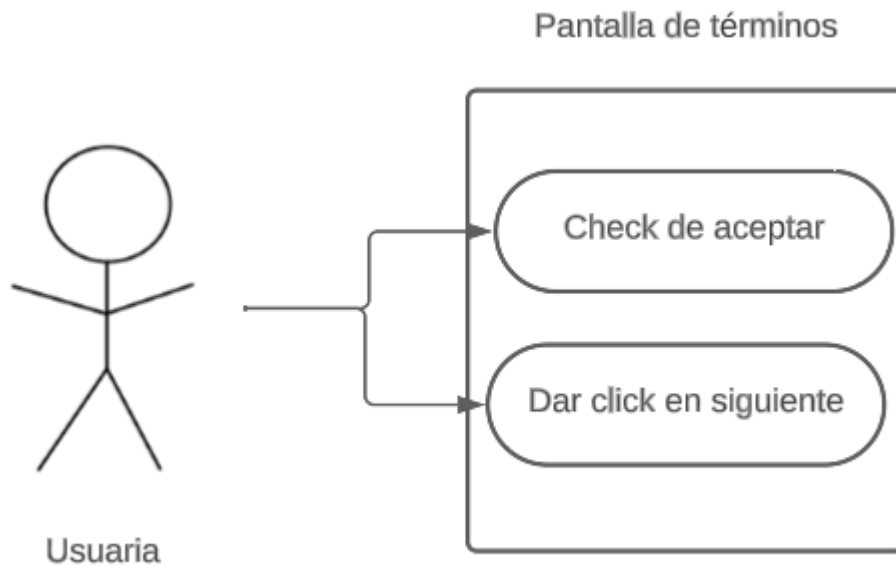 Pantalla de términos
Check de aceptar
Dar click en siguiente
Usuaria